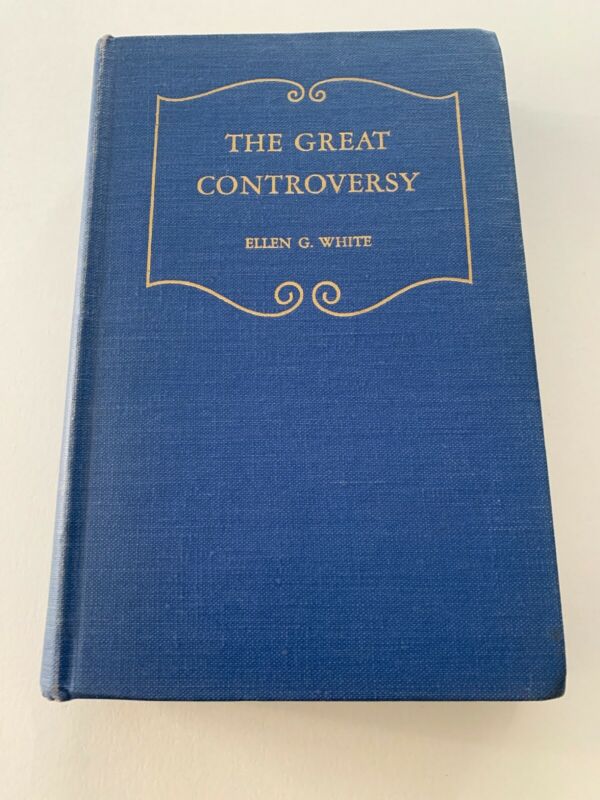 THE GREAT
CONTROVERSY
ELLEN G. WHITE